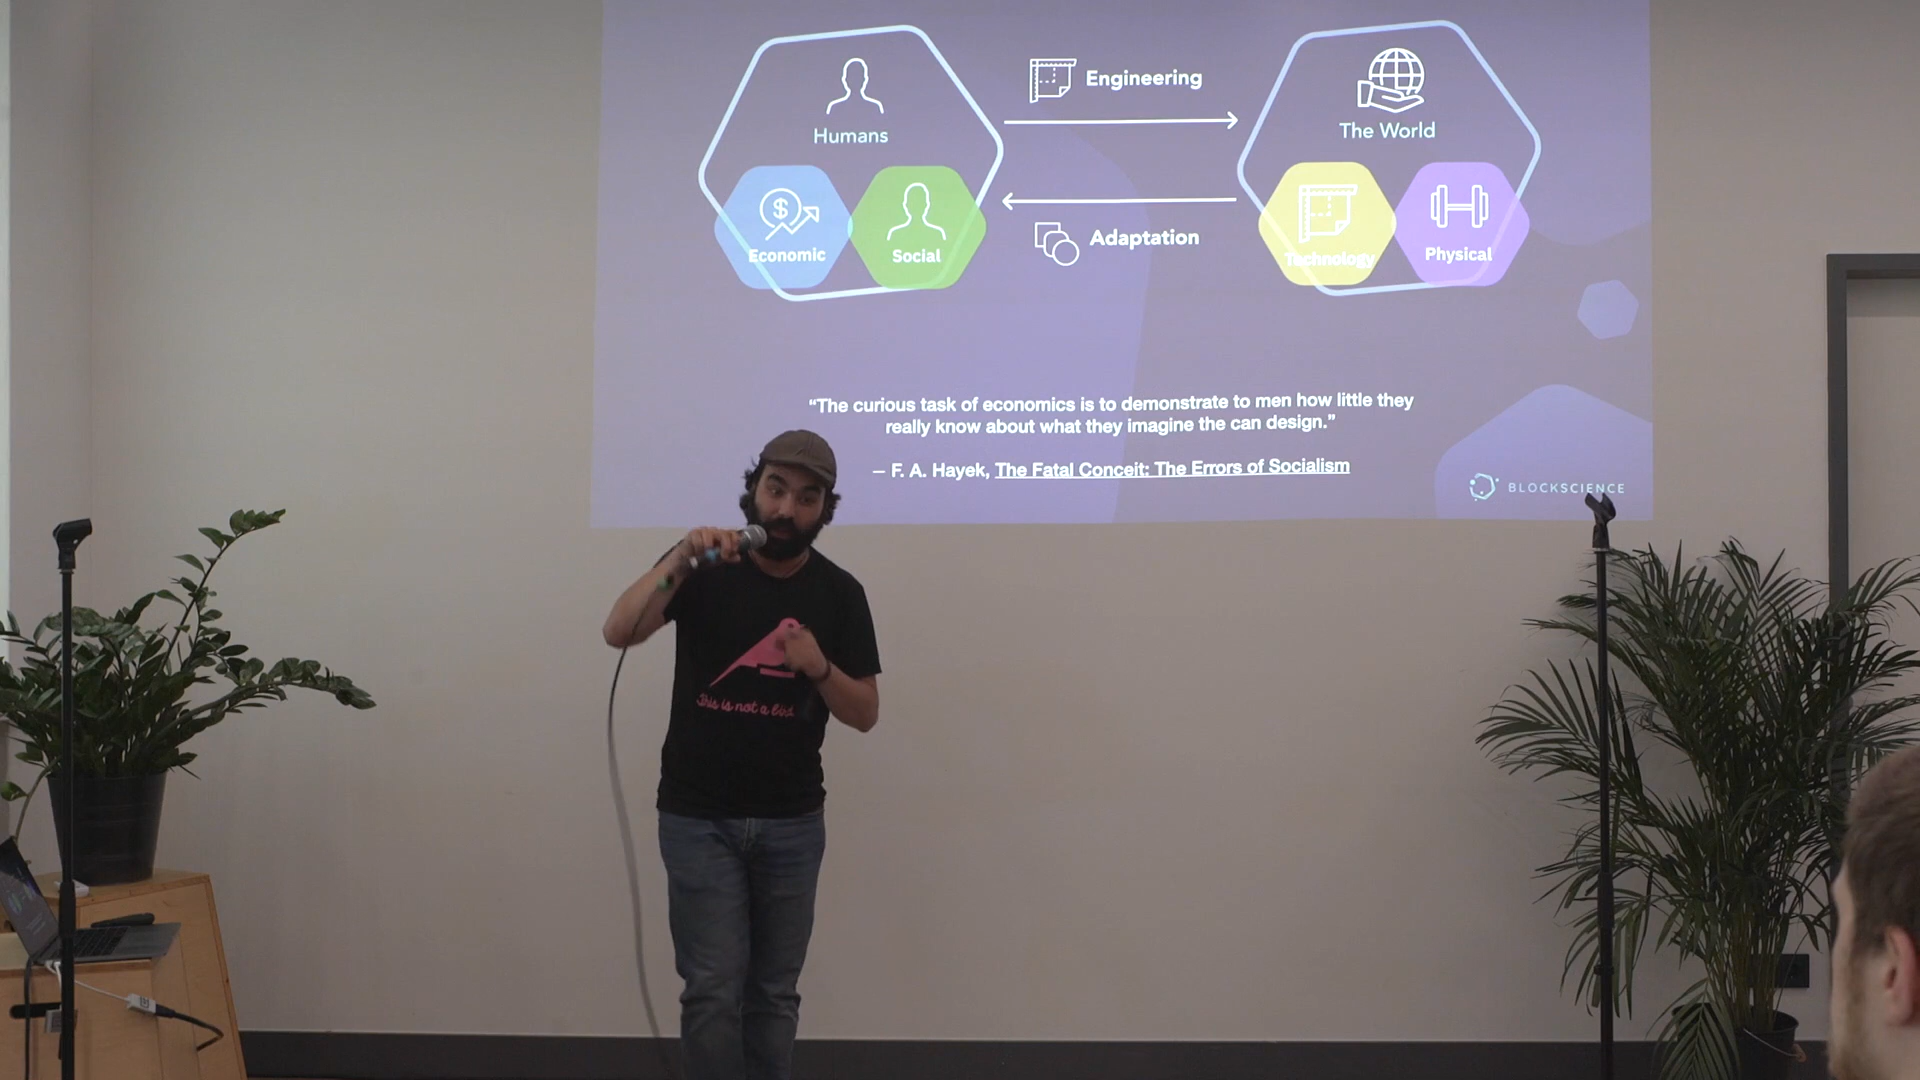 Engineering
Humans
The World
Economic
Social
Adaptation
Technology
Physical
“The curious task of economics is to demonstrate to men how little they
really know about what they imagine the can design.”
– F. A. Hayek, The Fatal Conceit: The Errors of Socialism
BLOCKSCIENCE
This is not a bird